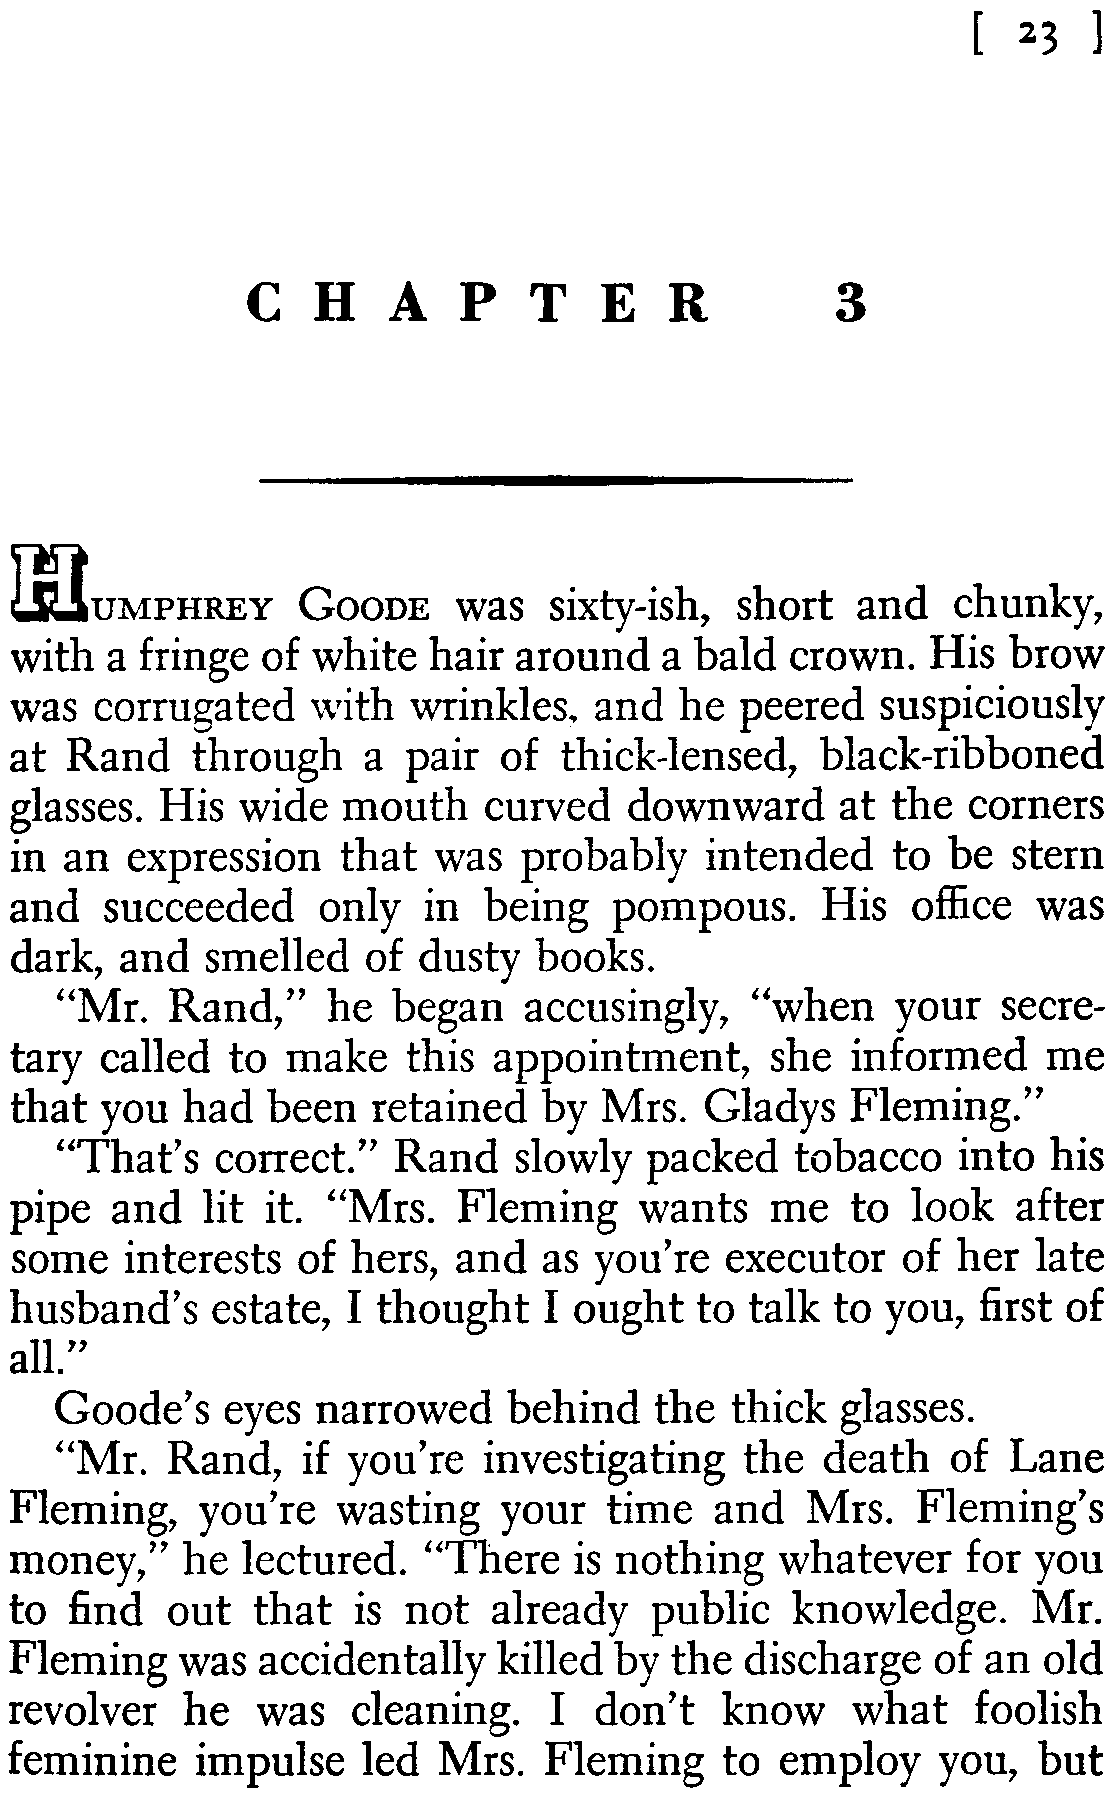 [ 23 ]
CHAPTER 3
HUMPHREY GOODE was sixty-ish, short and chunky,
with a fringe of white hair around a bald crown. His brow
was corrugated with wrinkles, and he peered suspiciously
at Rand through a pair of thick-lensed, black-ribboned
glasses. His wide mouth curved downward at the corners
in an expression that was probably intended to be stern
and succeeded only in being pompous. His office was
dark, and smelled of dusty books.
“Mr. Rand,” he began accusingly, “when your secre-
tary called to make this appointment, she informed me
that you had been retained by Mrs. Gladys Fleming.”
“That’s correct.” Rand slowly packed tobacco into his
pipe and lit it. “Mrs. Fleming wants me to look after
some interests of hers, and as you’re executor of her late
husband’s estate, I thought I ought to talk to you, first of
all.”
Goode’s eyes narrowed behind the thick glasses.
“Mr. Rand, if you’re investigating the death of Lane
Fleming, you’re wasting your time and Mrs. Fleming’s
money,” he lectured. “There is nothing whatever for you
to find out that is not already public knowledge. Mr.
Fleming was accidentally killed by the discharge of an old
revolver he was cleaning. I don’t know what foolish
feminine impulse led Mrs. Fleming to employ you, but